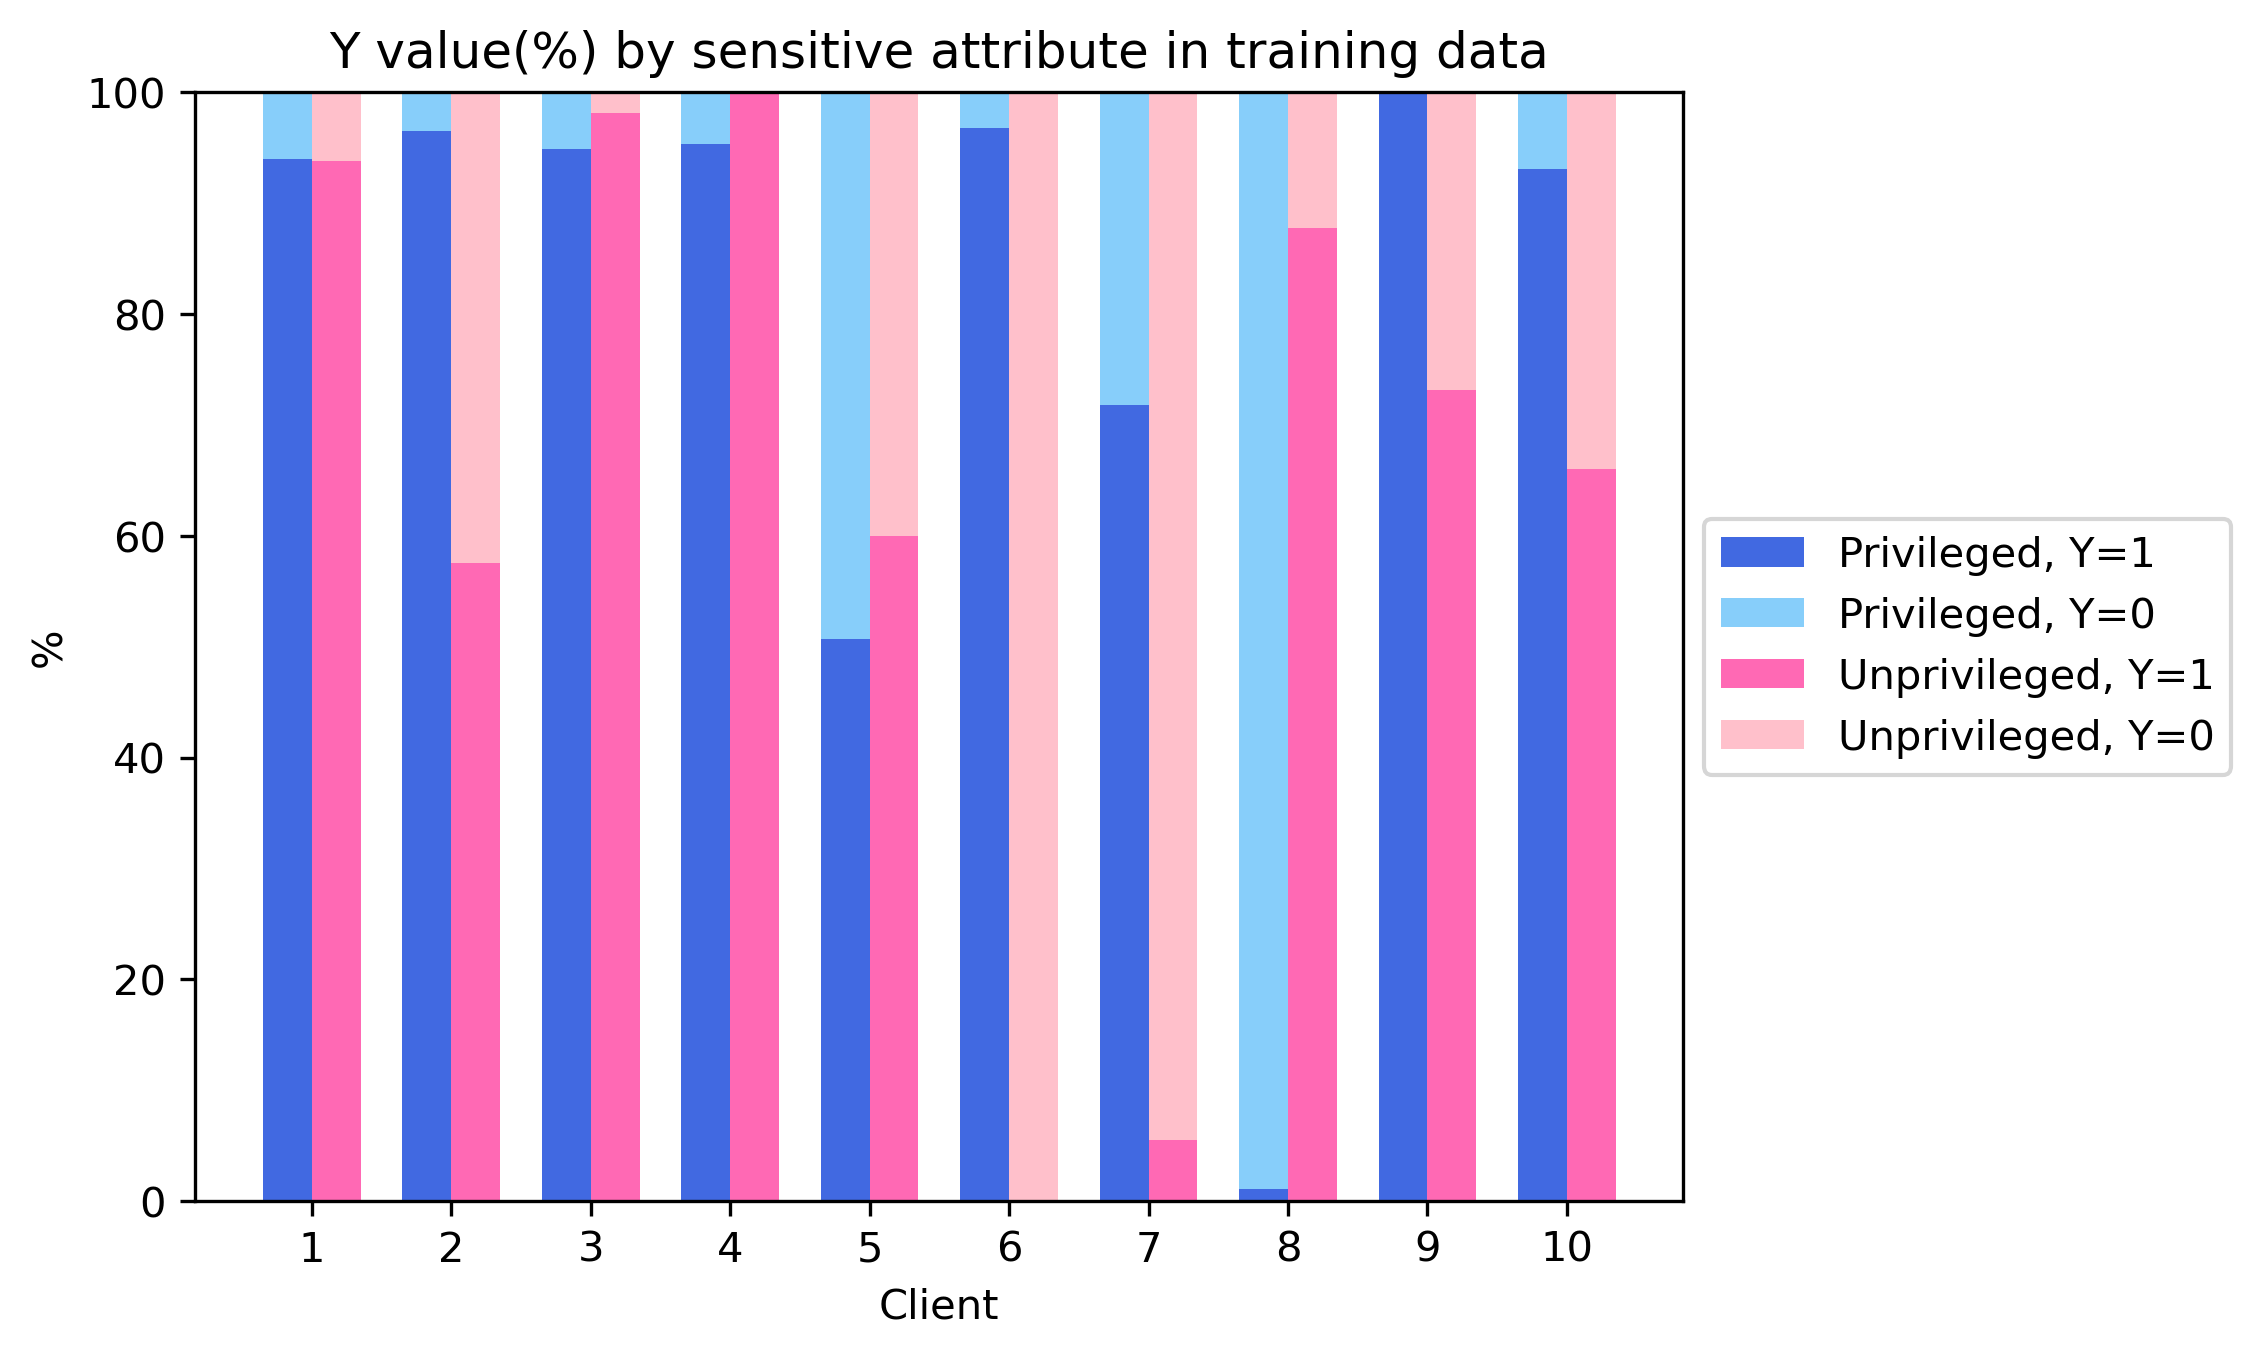 Y value(%) by sensitive attribute in training data
100
80
60
40
20
0
%
1 2 3 4 5 6 7 8 9 10
Client
Privileged, Y=1
Privileged, Y=0
Unprivileged, Y=1
Unprivileged, Y=0